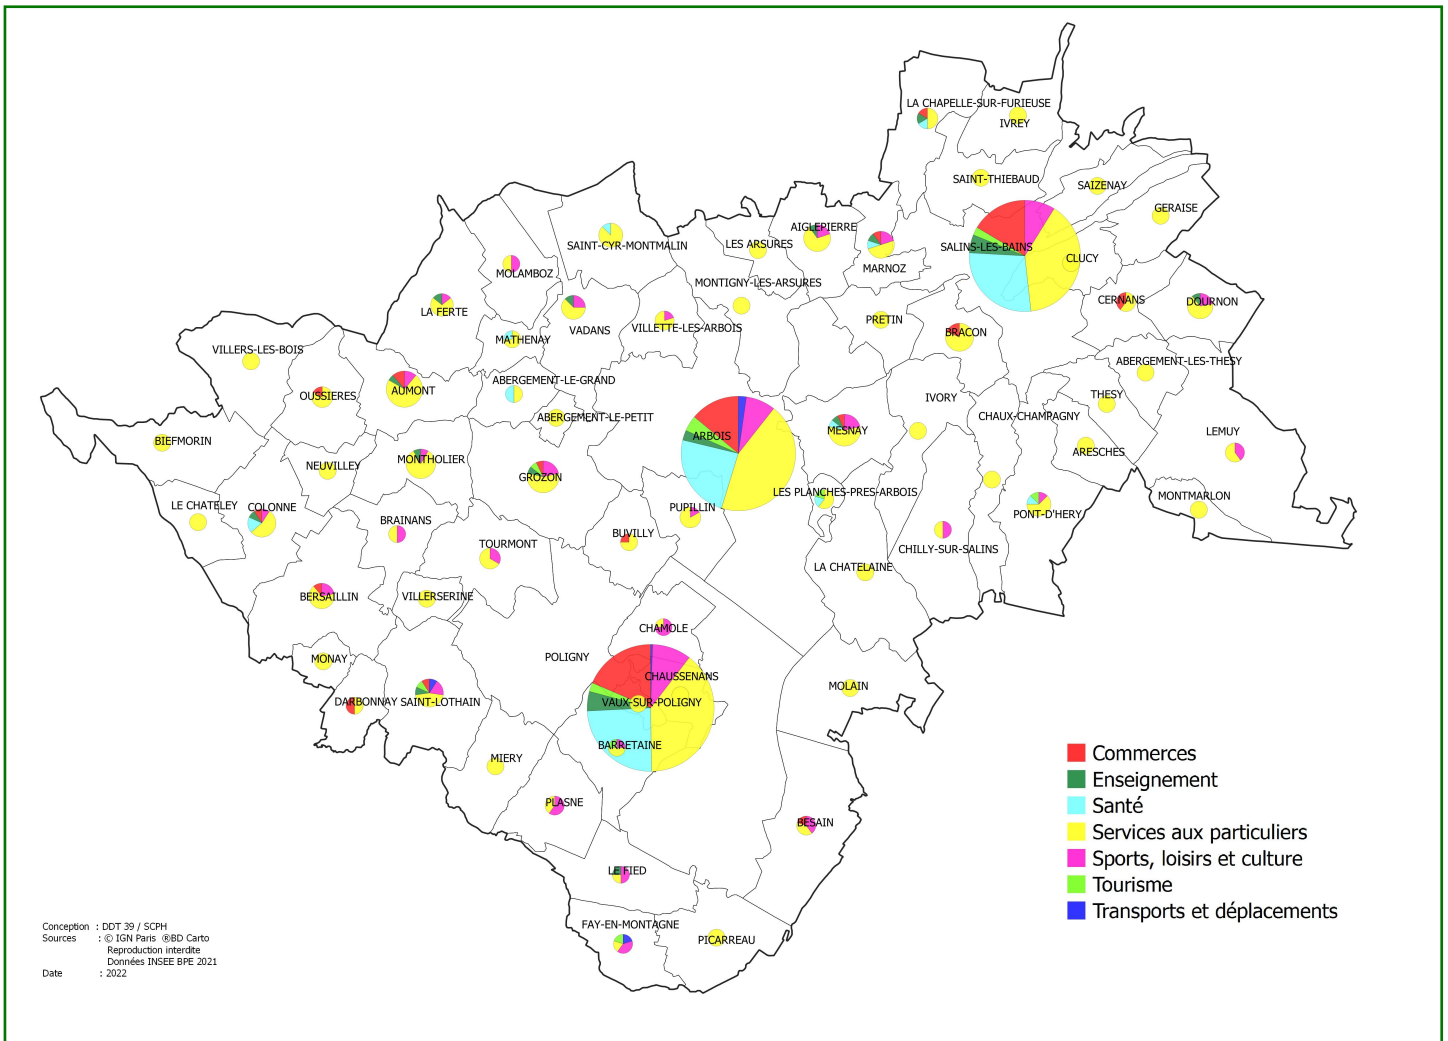 LA CHAPELLE-SUR-FURIEUSE
IVREY
SAINT-THIEBAUD
SAIZENAY
GERAISE
AIGLEPIERRE
SAINT-CYR-MONTMALIN
LES ARSURES
SALINS-LES-BAINS
CLUCY
MARNOZ
MOLAMBOZ
MONTIGNY-LES-ARSURES
CERNANS
DOURNON
LA FERTE
VADANS
VILLETTE-LES-ARBOIS
PRETIN
BRACON
MATHENAY
VILLERS-LES-BOIS
ABERGEMENT-LES-THESY
ABERGEMENT-LE-GRAND
AUMONT
OUSSIERES
THESY
IVORY
CHAUX-CHAMPAGNY
ABERGEMENT-LE-PETIT
ARBOIS
MESNAY
LEMUY
BIEFMORIN
ARESCHES
MONTHOLIER
NEUVILLEY
GROZON
LES PLANCHES-PRES-ARBOIS
MONTMARLON
LE CHATELEY
COLONNE
PUPILLIN
PONT-D'HERY
BRAINANS
BUVILLY
TOURMONT
CHILLY-SUR-SALINS
LA CHATELAINE
BERSAILLIN
VILLERSERINE
CHAMOLE
POLIGNY
MONAY
CHAUSSENANS
MOLAIN
DARBONNAY
SAINT-LOTHAIN
VAUX-SUR-POLIGNY
BARRETAINE
MIERY
PLASNE
BESAIN
LE FIED
FAY-EN-MONTAGNE
PICARREAU
Commerces
Enseignement
Santé
Services aux particuliers
Sports, loisirs et culture
Tourisme
Transports et déplacements
Conception : DDT 39 / SCPH
Sources : © IGN Paris ®BD Carto
Reproduction interdite
Données INSEE BPE 2021
Date : 2022